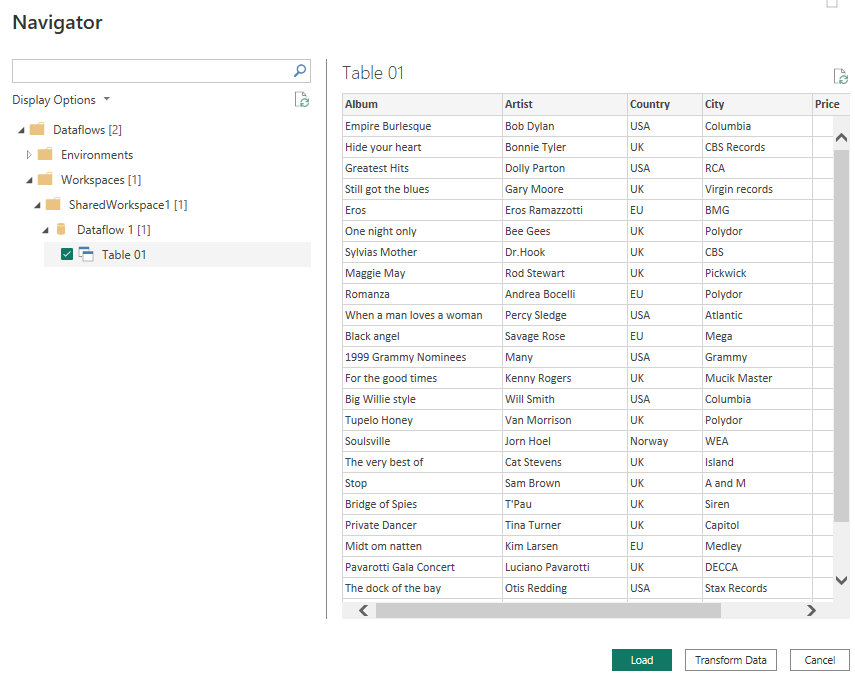 Navigator
Display Options
Dataflows [2]
Environments
Workspaces [1]
SharedWorkspace1 [1]
Dataflow 1 [1]
Table 01
Table 01
Album Artist Country City Price
Empire Burlesque Bob Dylan USA Columbia
Hide your heart Bonnie Tyler UK CBS Records
Greatest Hits Dolly Parton USA RCA
Still got the blues Gary Moore UK Virgin records
Eros Eros Ramazzotti EU BMG
One night only Bee Gees UK Polydor
Sylvias Mother Dr.Hook UK CBS
Maggie May Rod Stewart UK Pickwick
Romanza Andrea Bocelli EU Polydor
When a man loves a woman Percy Sledge USA Atlantic
Black angel Savage Rose EU Mega
1999 Grammy Nominees Many USA Grammy
For the good times Kenny Rogers UK Mucik Master
Big Willie style Will Smith USA Columbia
Tupelo Honey Van Morrison UK Polydor
Soulsville Jorn Hoel Norway WEA
The very best of Cat Stevens UK Island
Stop Sam Brown UK A and M
Bridge of Spies T'Pau UK Siren
Private Dancer Tina Turner UK Capitol
Midt om natten Kim Larsen EU Medley
Pavarotti Gala Concert Luciano Pavarotti UK DECCA
The dock of the bay Otis Redding USA Stax Records
Load Transform Data Cancel